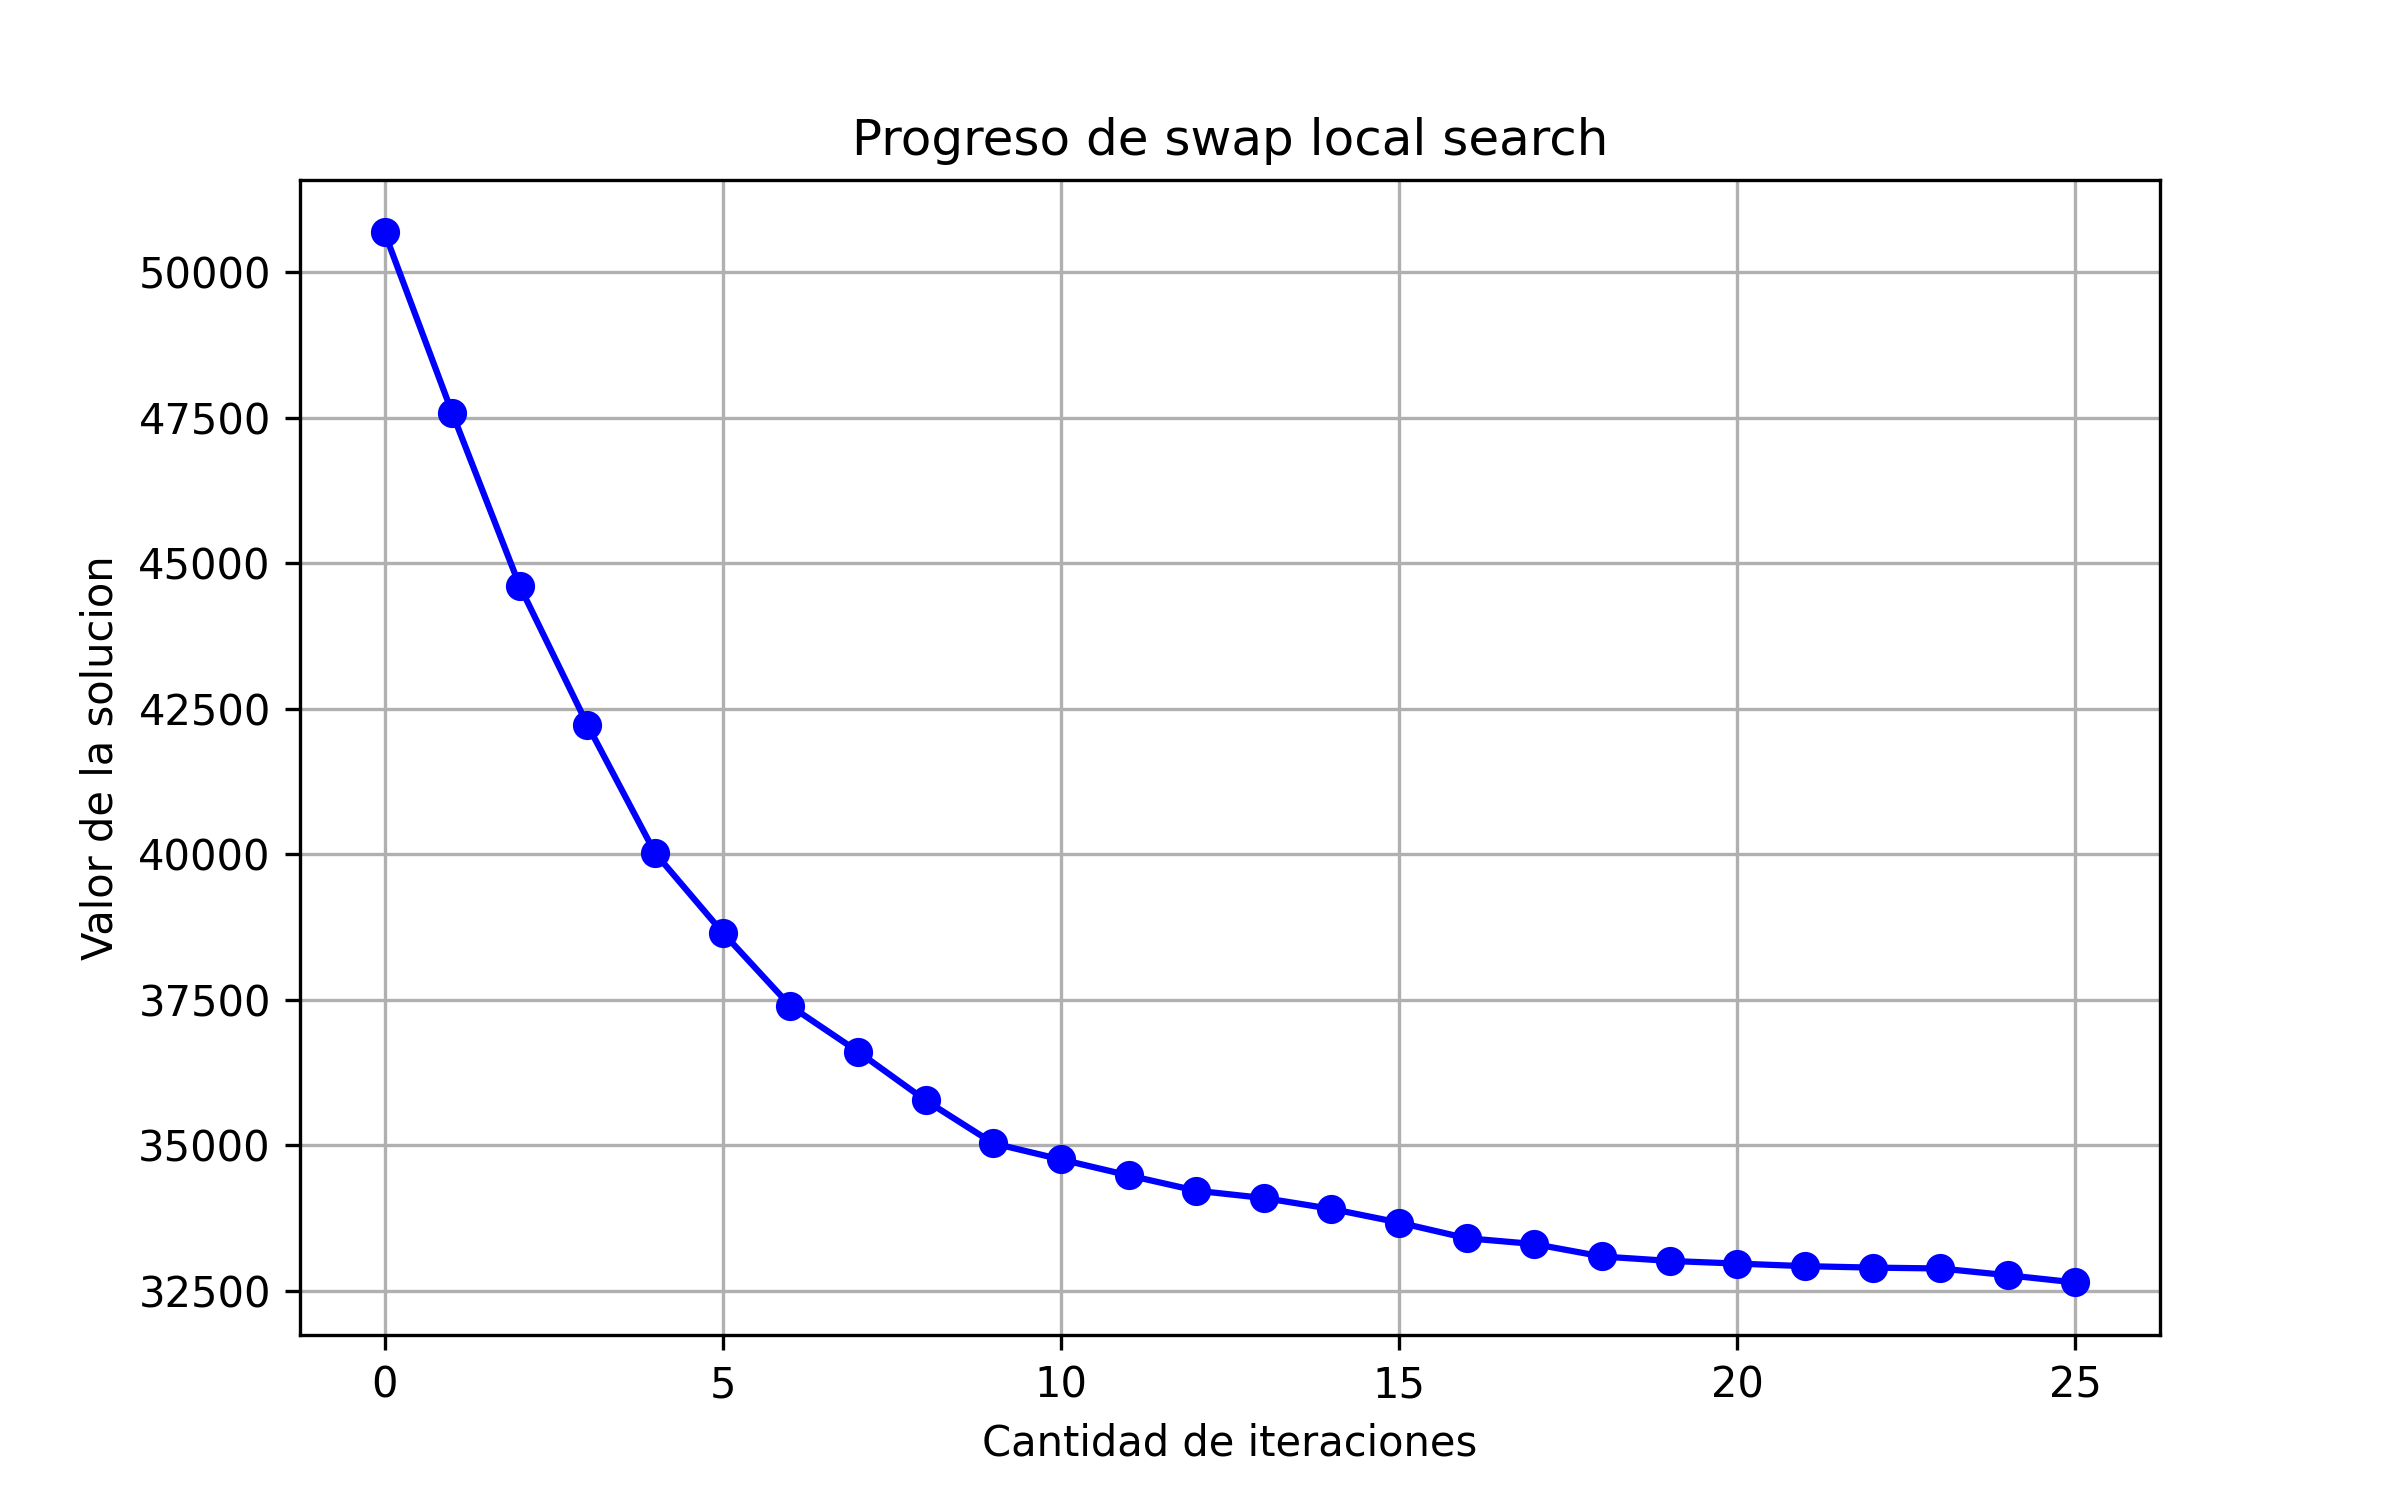 Progreso de swap local search
Valor de la solucion
50000
47500
45000
42500
40000
37500
35000
32500
0 5 10 15 20 25
Cantidad de iteraciones